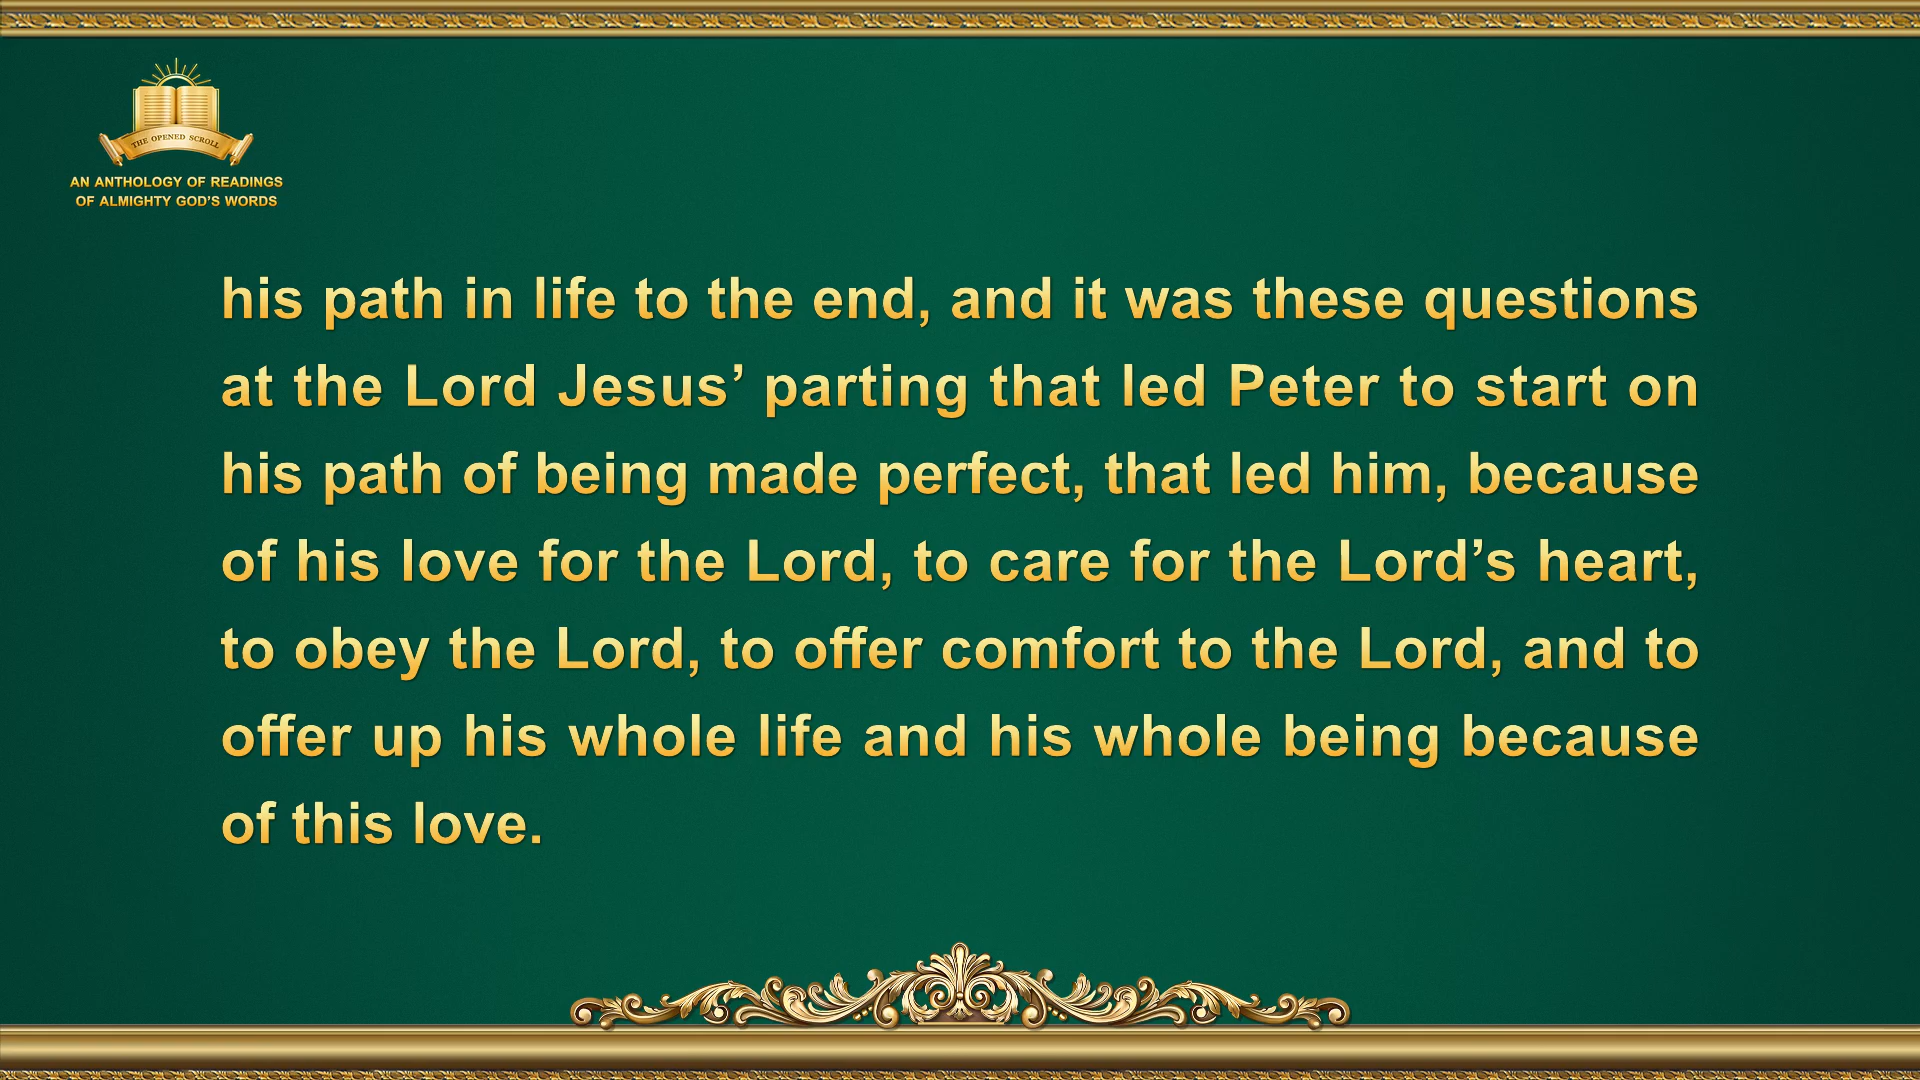 THE OPENED SCROLL
AN ANTHOLOGY OF READINGS
OF ALMIGHTY GOD’S WORDS
his path in life to the end, and it was these questions
at the Lord Jesus’ parting that led Peter to start on
his path of being made perfect, that led him, because
of his love for the Lord, to care for the Lord’s heart,
to obey the Lord, to offer comfort to the Lord, and to
offer up his whole life and his whole being because
of this love.